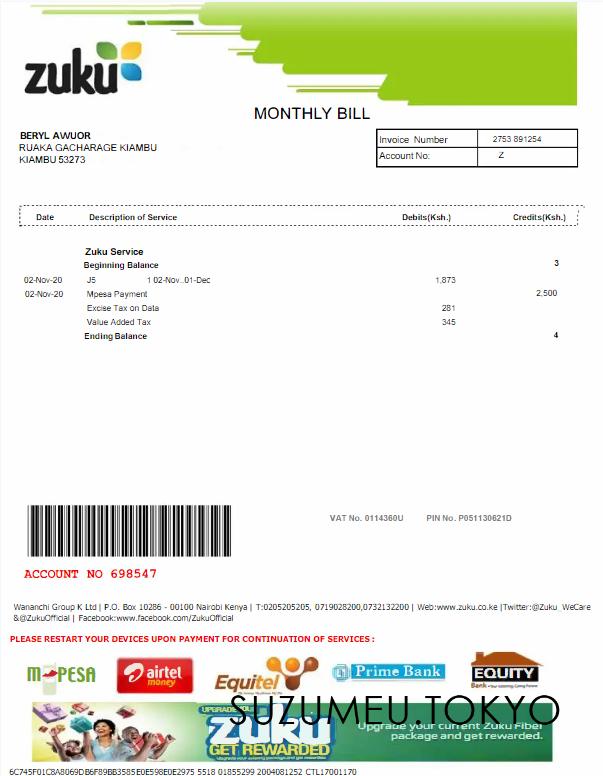 zuku
MONTHLY BILL
BERYL AWUOR
RUAKA GACHARAGE KIAMBU
KIAMBU 53273
Invoice Number 2753 891254
Account No: Z
Date Description of Service Debits(Ksh.) Credits(Ksh.)
Zuku Service
Beginning Balance 3
02-Nov-20 J5 1 02-Nov..01-Dec 1,873
02-Nov-20 Mpesa Payment 2,500
Excise Tax on Data 281
Value Added Tax 345
Ending Balance 4
VAT No. 0114360U PIN No. P051130621D
ACCOUNT NO 698547
Wananchi Group K Ltd | P.O. Box 10286 - 00100 Nairobi Kenya | T:0205205205, 0719028200,0732132200 | Web:www.zuku.co.ke |Twitter:@Zuku_WeCare
&@ZukuOfficial | Facebook:www.facebook.com/ZukuOfficial
PLEASE RESTART YOUR DEVICES UPON PAYMENT FOR CONTINUATION OF SERVICES :
M-PESA airtel money Equitel Prime Bank EQUITY Bank
SUZUMEU TOKYO
UPGRADE YOUR
ZUKU
GET REWARDED
Upgrade your current Zuku Fiber
package and get rewarded.
6C745F01C8A8069DB6F89BB3585E0E598E0E2975 5518 01855299 2004081252 CTL17001170